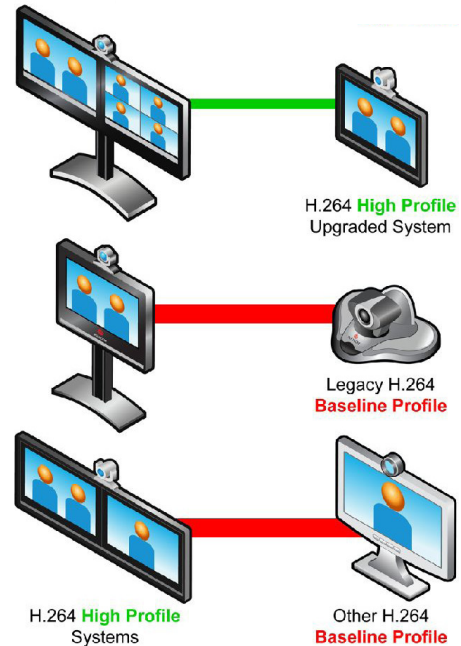 H.264 High Profile
Upgraded System
Legacy H.264
Baseline Profile
H.264 High Profile
Systems
Other H.264
Baseline Profile